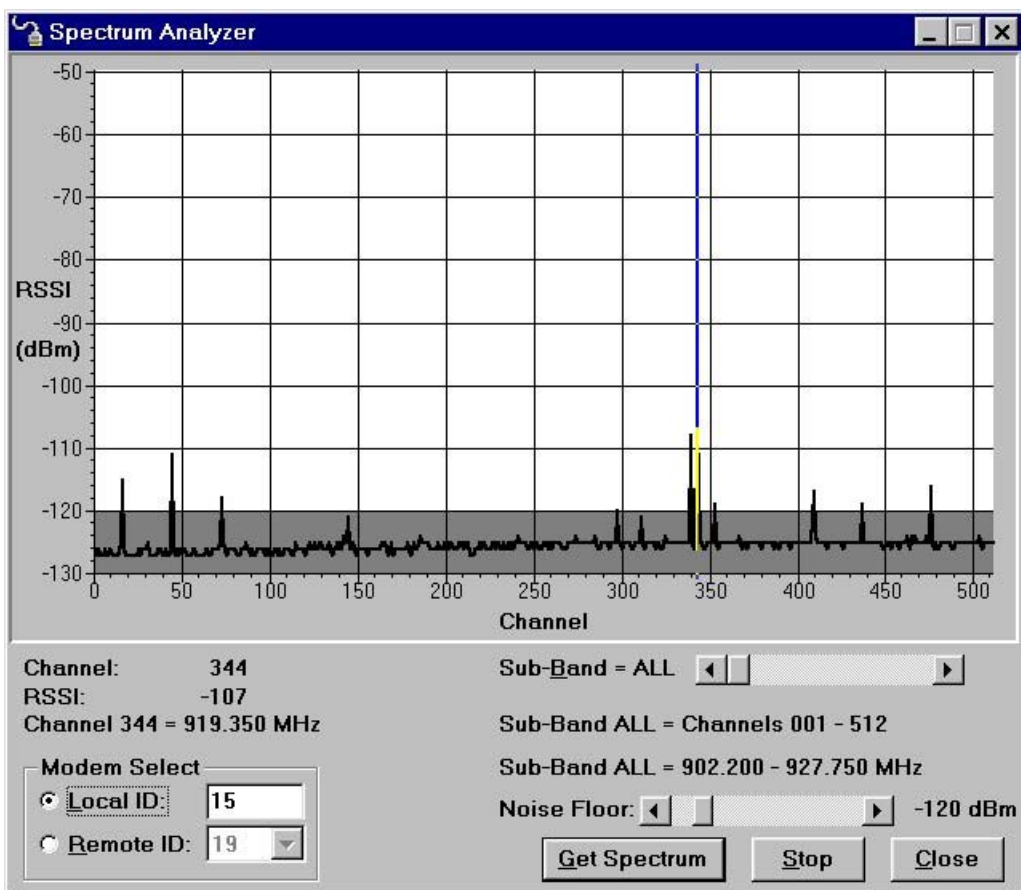 Spectrum Analyzer
-50
-60
-70
-80
RSSI
-90
(dBm)
-100
-110
-120
-130
0 50 100 150 200 250 300 350 400 450 500
Channel
Channel: 344
RSSI: -107
Channel 344 = 919.350 MHz
Modem Select
Local ID: 15
Remote ID: 19
Sub-Band = ALL
Sub-Band ALL = Channels 001 - 512
Sub-Band ALL = 902.200 - 927.750 MHz
Noise Floor: -120 dBm
Get Spectrum Stop Close